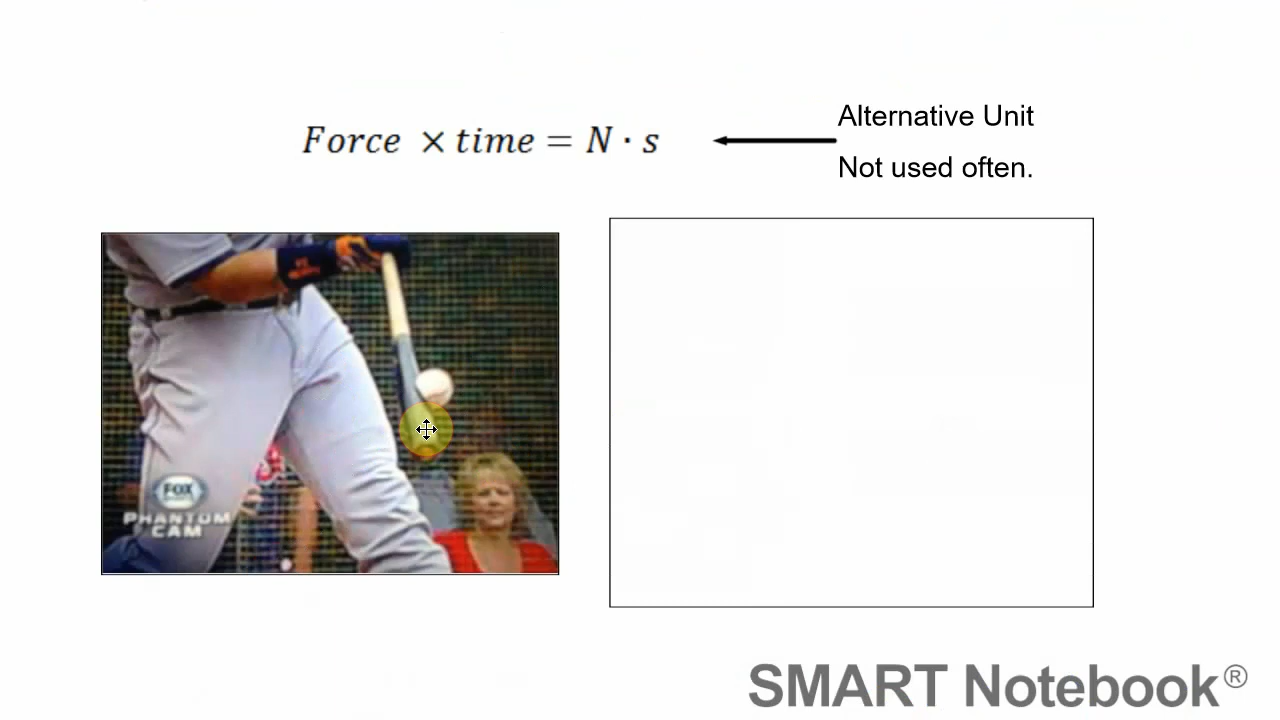 Alternative Unit
Force × time = N · s
Not used often.
FOX
PHANTOM
CAM
SMART Notebook®